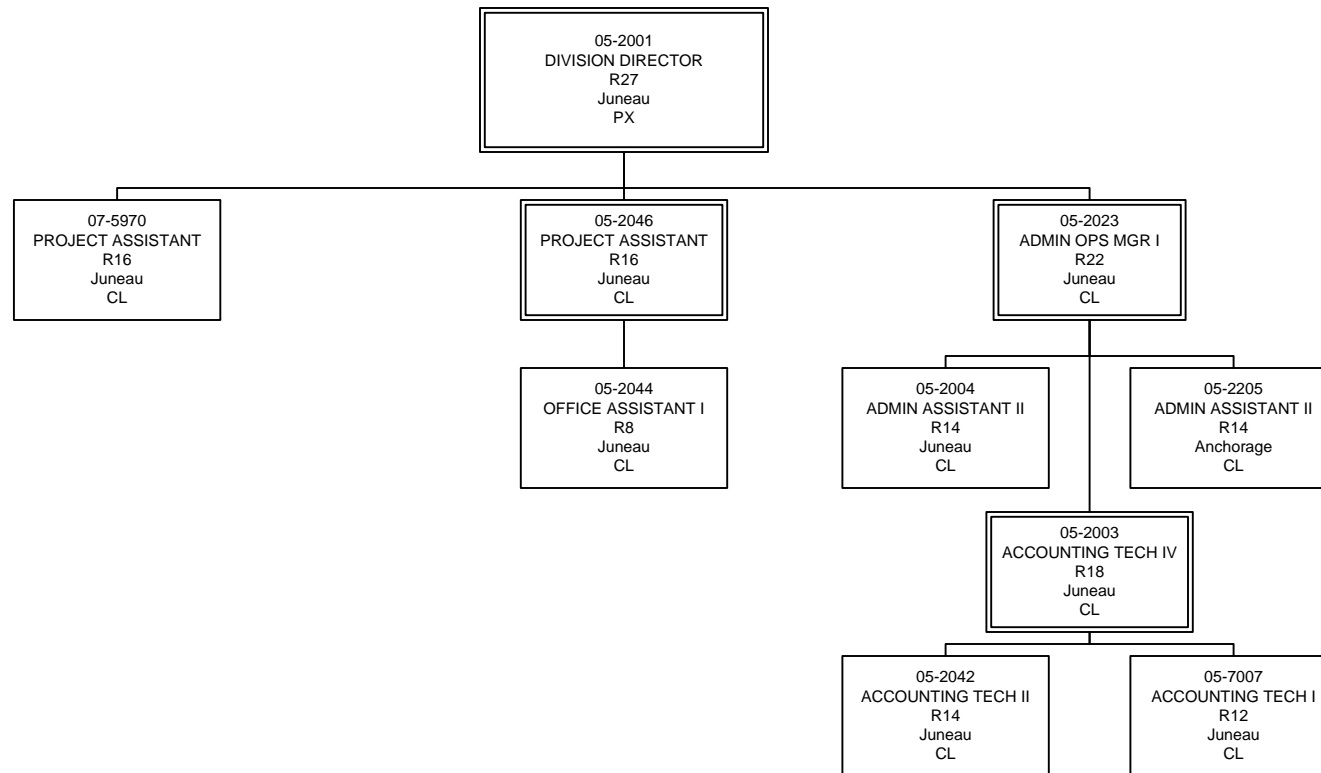 05-2001
DIVISION DIRECTOR
R27
Juneau
PX
07-5970
PROJECT ASSISTANT
R16
Juneau
CL
05-2046
PROJECT ASSISTANT
R16
Juneau
CL
05-2023
ADMIN OPS MGR I
R22
Juneau
CL
05-2044
OFFICE ASSISTANT I
R8
Juneau
CL
05-2004
ADMIN ASSISTANT II
R14
Juneau
CL
05-2205
ADMIN ASSISTANT II
R14
Anchorage
CL
05-2003
ACCOUNTING TECH IV
R18
Juneau
CL
05-2042
ACCOUNTING TECH II
R14
Juneau
CL
05-7007
ACCOUNTING TECH I
R12
Juneau
CL